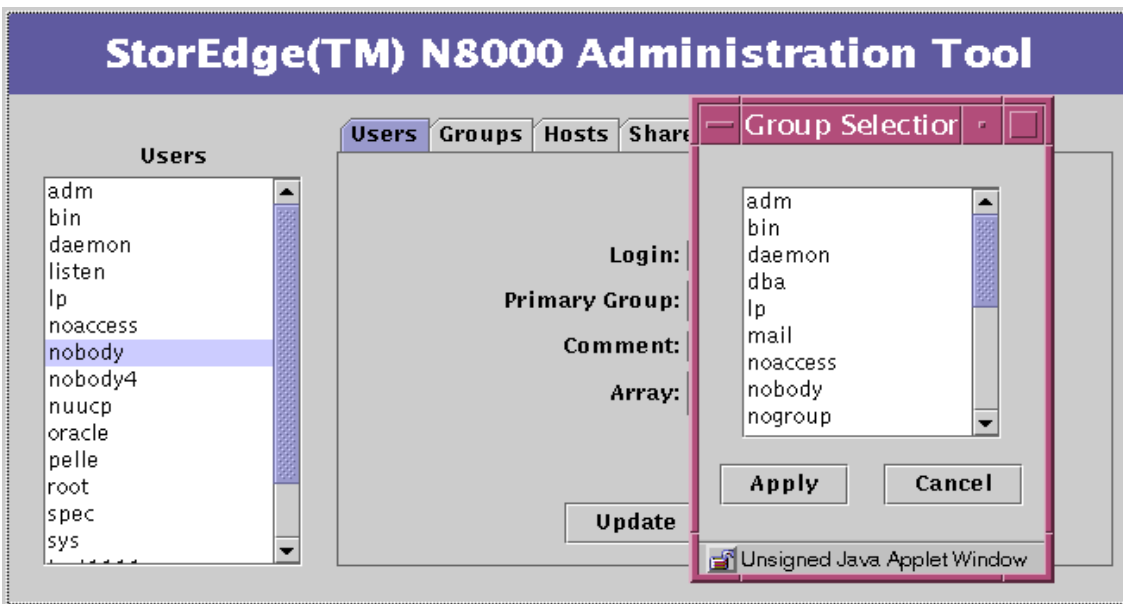 StorEdge(TM) N8000 Administration Tool
Users
adm
bin
daemon
listen
lp
noaccess
nobody
nobody4
nuucp
oracle
pelle
root
spec
sys
Users Groups Hosts Share
Login:
Primary Group:
Comment:
Array:
Update
Group Selection
adm
bin
daemon
dba
lp
mail
noaccess
nobody
nogroup
Apply Cancel
Unsigned Java Applet Window